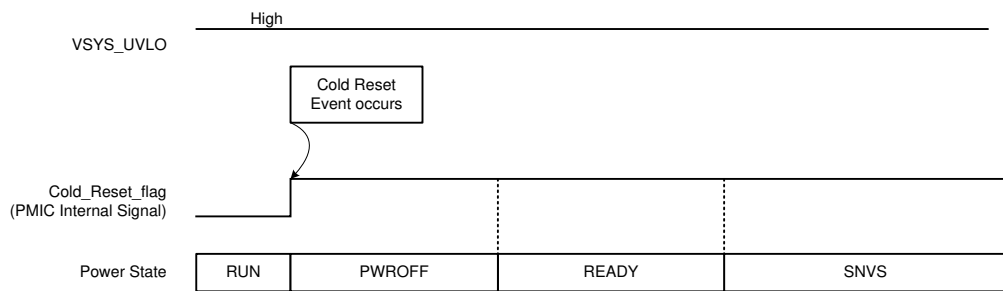 High
VSYS_UVLO
Cold Reset
Event occurs
Cold_Reset_flag
(PMIC Internal Signal)
Power State
RUN
PWROFF
READY
SNVS